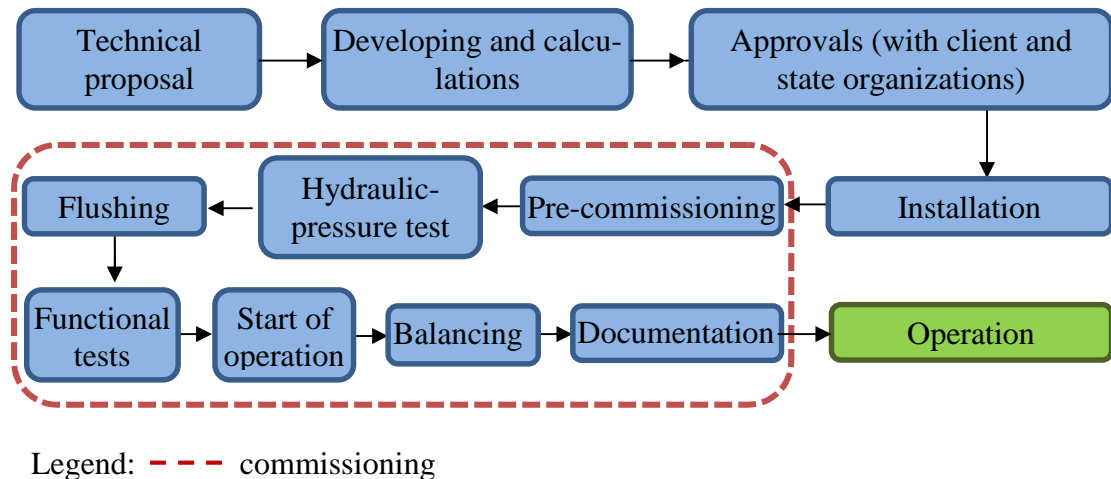 Technical
proposal
Developing and calcu-
lations
Approvals (with client and
state organizations)
Flushing
Hydraulic-
pressure test
Pre-commissioning
Installation
Functional
tests
Start of
operation
Balancing
Documentation
Operation
Legend: commissioning